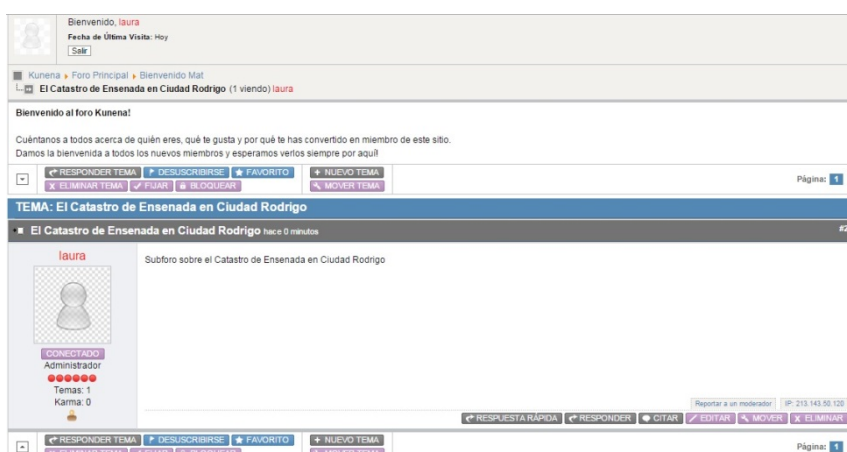 Bienvenido, laura
Fecha de Última Visita: Hoy
Salir
Kunena Foro Principal Bienvenido Mat
El Catastro de Ensenada en Ciudad Rodrigo (1 viendo) laura
Bienvenido al foro Kunena!
Cuéntanos a todos acerca de quién eres, qué te gusta y por qué te has convertido en miembro de este sitio.
Damos la bienvenida a todos los nuevos miembros y esperamos verlos siempre por aquí!
RESPONDER TEMA DESUSCRIBIRSE FAVORITO + NUEVO TEMA
X ELIMINAR TEMA FIJAR BLOQUEAR MOVER TEMA
Página: 1
TEMA: El Catastro de Ensenada en Ciudad Rodrigo
El Catastro de Ensenada en Ciudad Rodrigo hace 0 minutos
laura
Subforo sobre el Catastro de Ensenada en Ciudad Rodrigo
CONECTADO
Administrador
Temas: 1
Karma: 0
Reportar a un moderador IP: 213.143.50.120
RESPUESTA RÁPIDA RESPONDER CITAR EDITAR MOVER X ELIMINAR
RESPONDER TEMA DESUSCRIBIRSE FAVORITO + NUEVO TEMA
Página: 1